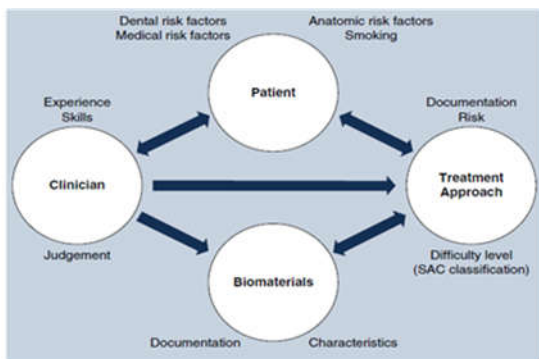 Dental risk factors
Medical risk factors
Anatomic risk factors
Smoking
Patient
Experience
Skills
Documentation
Risk
Clinician
Treatment
Approach
Judgement
Difficulty level
(SAC classification)
Biomaterials
Documentation
Characteristics